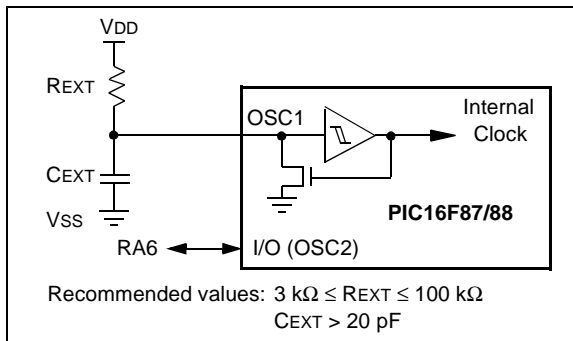 VDD
REXT
OSC1
Internal
Clock
CEXT
PIC16F87/88
VSS
RA6
I/O (OSC2)
Recommended values: 3 kΩ ≤ REXT ≤ 100 kΩ
CEXT > 20 pF